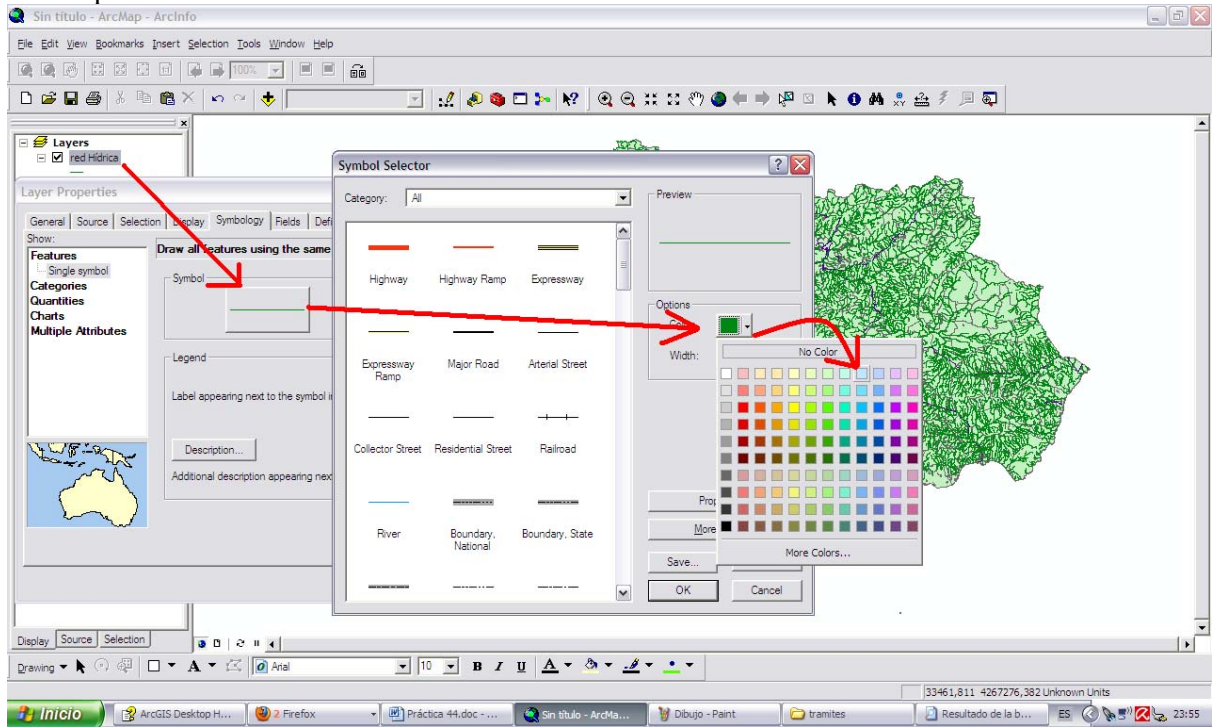 Sin título - ArcMap - ArcInfo
File Edit View Bookmarks Insert Selection Tools Window Help
100%
Layers
red Hídrica
Layer Properties
General Source Selection Display Symbology Fields Defi
Show:
Features
Single symbol
Categories
Quantities
Charts
Multiple Attributes
Draw all features using the same
Symbol
Legend
Label appearing next to the symbol i
Description...
Additional description appearing nex
Symbol Selector
Category: All
Highway
Highway Ramp
Expressway
Expressway Ramp
Major Road
Arterial Street
Collector Street
Residential Street
Railroad
River
Boundary, National
Boundary, State
Preview
Options
Width:
No Color
More Colors...
Prop
More
Save...
OK
Cancel
Display Source Selection
Drawing
Arial
10
B I U A
33461,811 4267276,382 Unknown Units
Inicio
ArcGIS Desktop H...
2 Firefox
Práctica 44.doc - ...
Sin título - ArcMa...
Dibujo - Paint
tramites
Resultado de la b...
ES
23:55